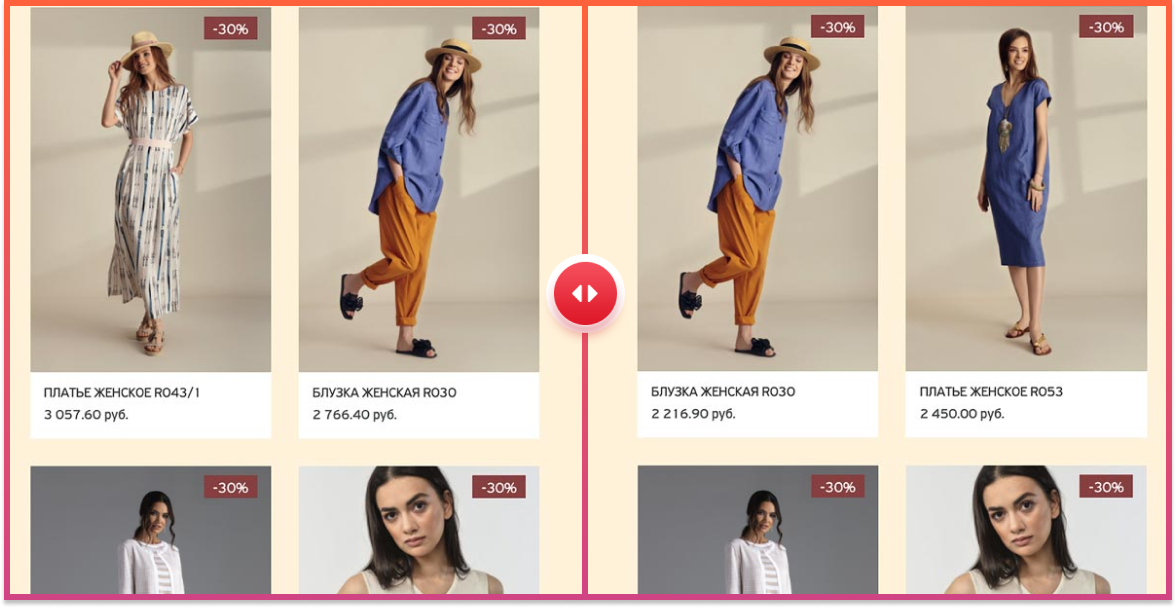 -30%
-30%
-30%
-30%
ПЛАТЬЕ ЖЕНСКОЕ R043/1
3 057.60 руб.
БЛУЗКА ЖЕНСКАЯ R030
2 766.40 руб.
БЛУЗКА ЖЕНСКАЯ R030
2 216.90 руб.
ПЛАТЬЕ ЖЕНСКОЕ R053
2 450.00 руб.
-30%
-30%
-30%
-30%